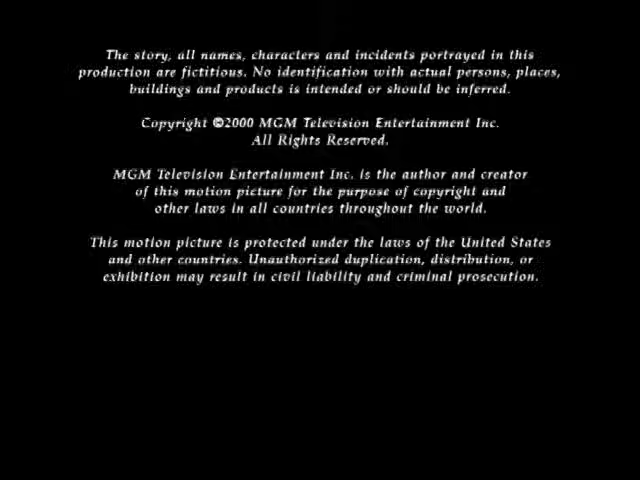 The story, all names, characters and incidents portrayed in this
production are fictitious. No identification with actual persons, places,
buildings and products is intended or should be inferred.
Copyright ©2000 MGM Television Entertainment Inc.
All Rights Reserved.
MGM Television Entertainment Inc. is the author and creator
of this motion picture for the purpose of copyright and
other laws in all countries throughout the world.
This motion picture is protected under the laws of the United States
and other countries. Unauthorized duplication, distribution, or
exhibition may result in civil liability and criminal prosecution.